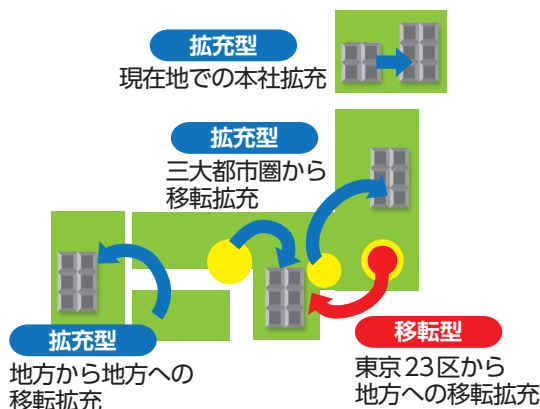 拡充型
現在地での本社拡充
拡充型
三大都市圏から
移転拡充
拡充型
地方から地方への
移転拡充
移転型
東京23区から
地方への移転拡充